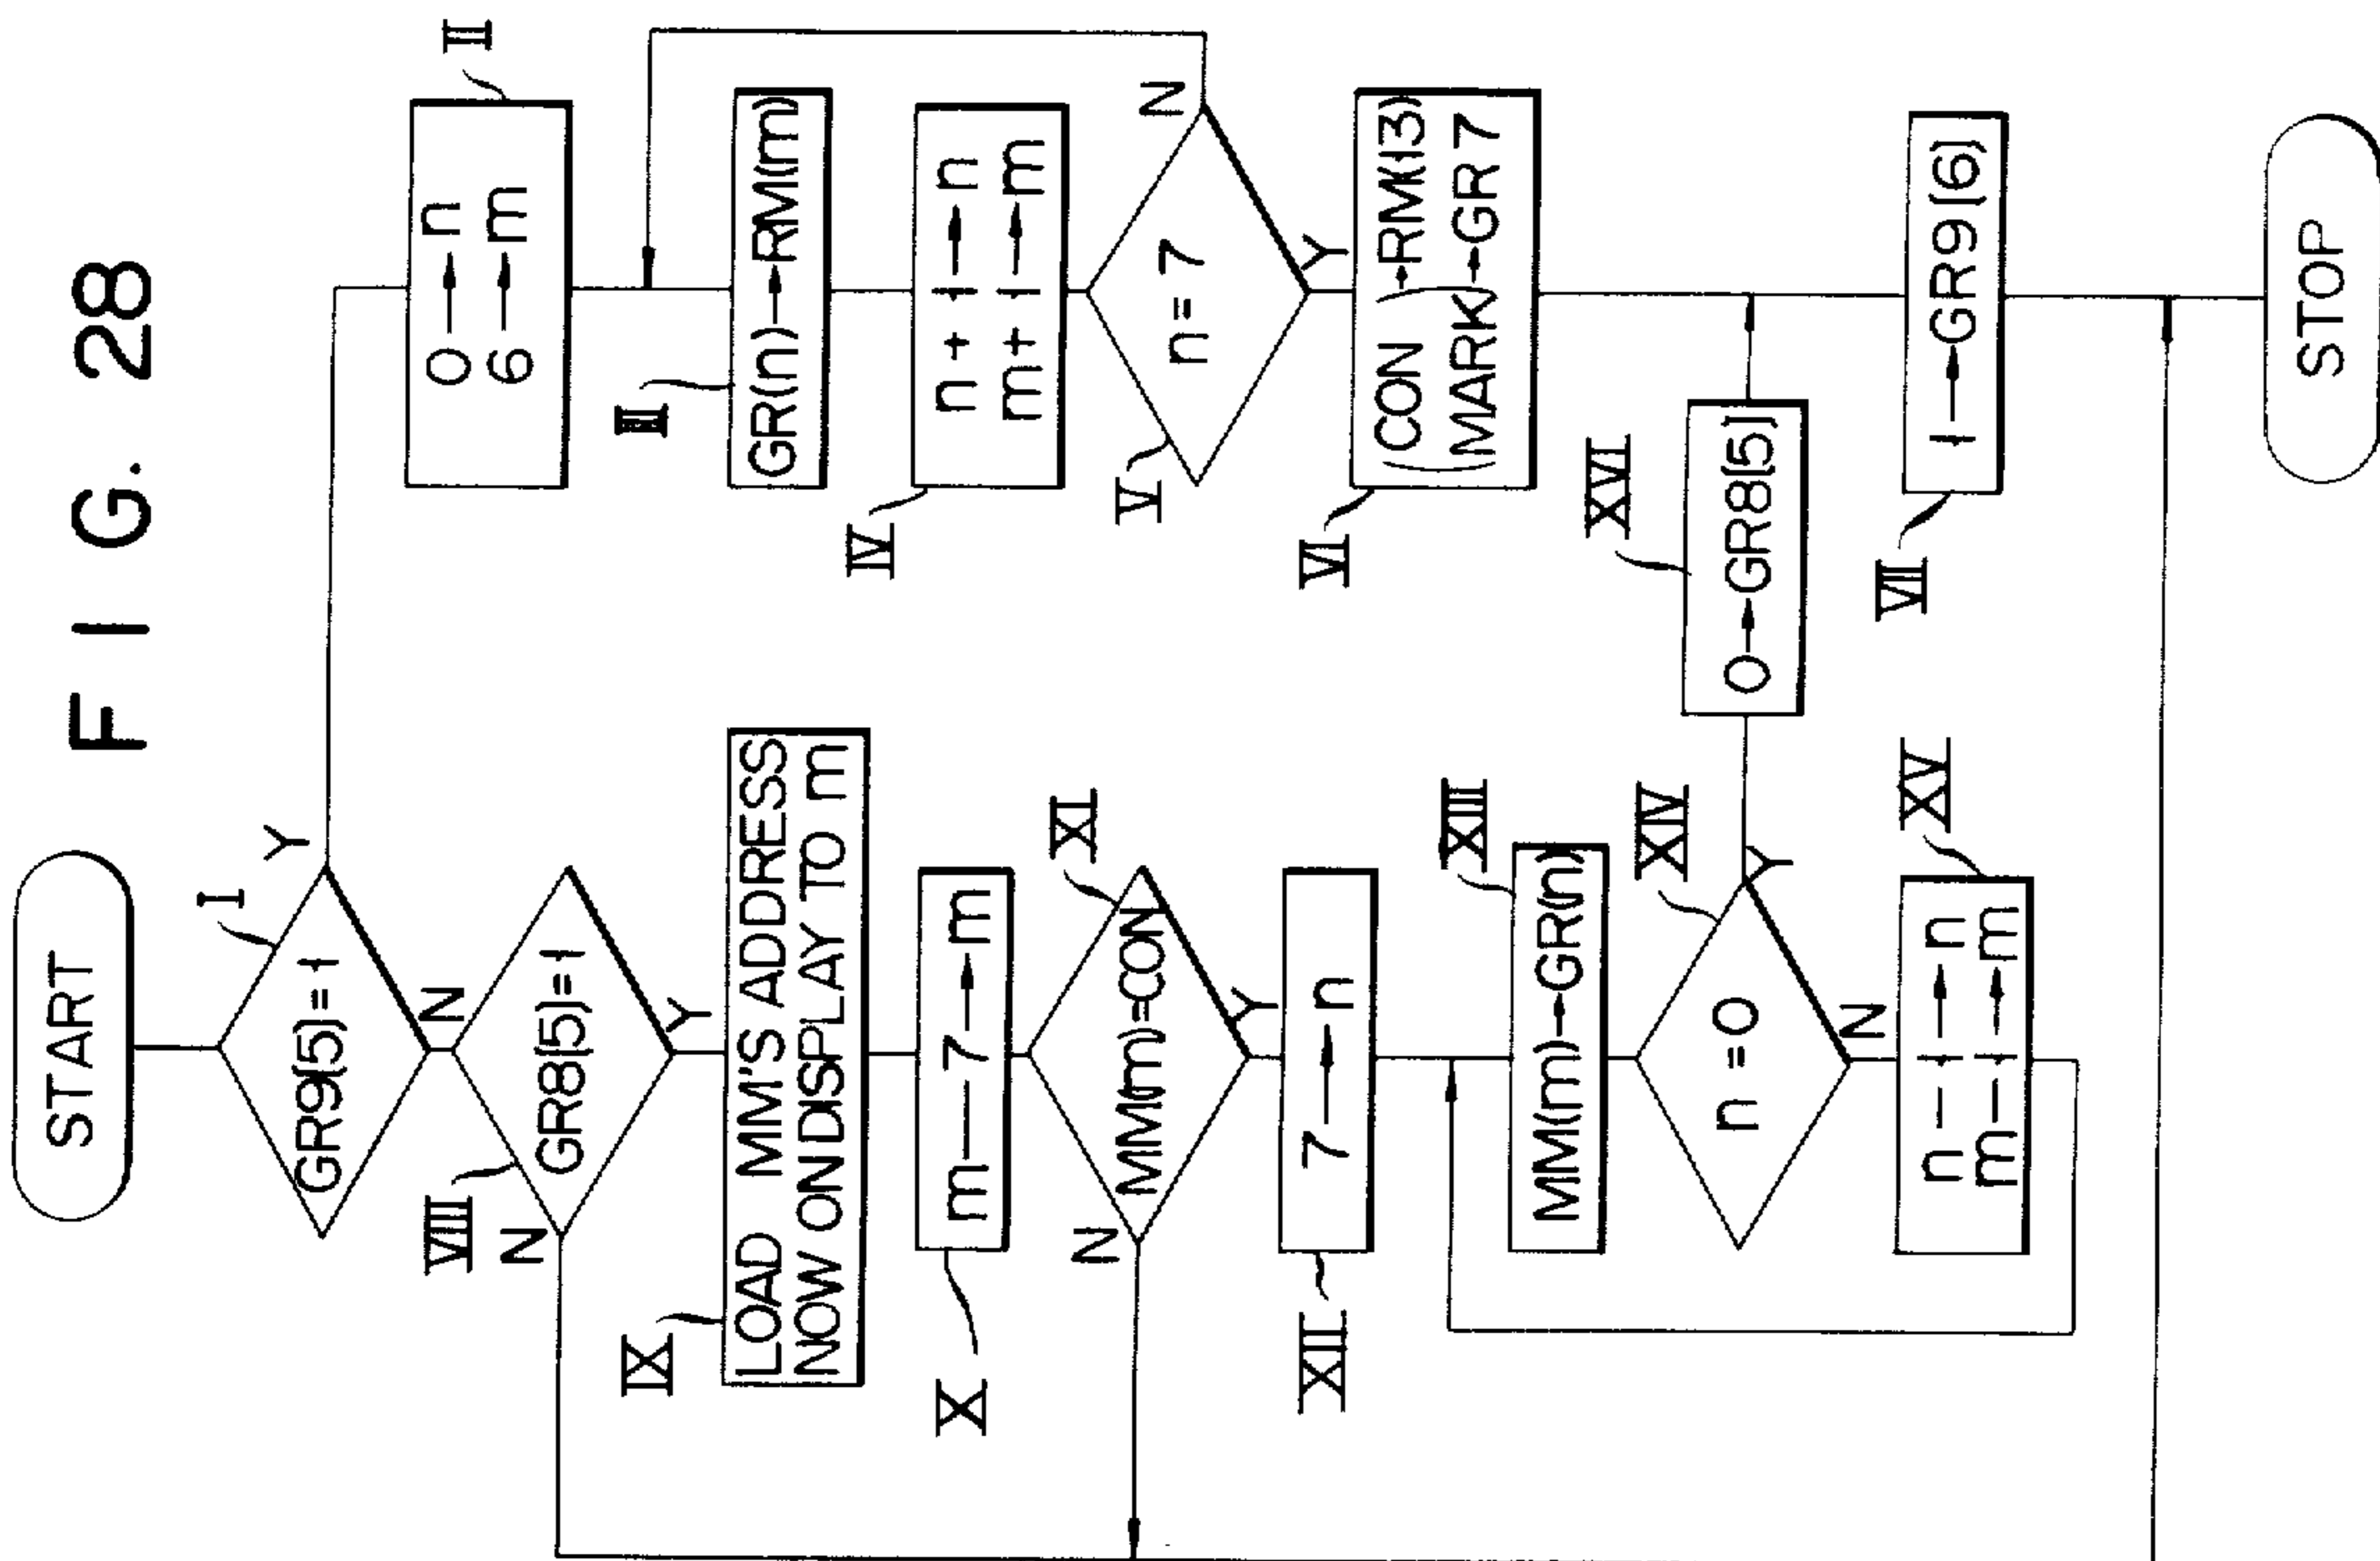 FIG. 28
START
I
GR9(5)=1
Y
N
VIII
GR8(5)=1
N
Y
IX
LOAD MM'S ADDRESS
NOW ON DISPLAY TO m
X
m—7→m
XI
MM(m)=CON
N
Y
XII
7→n
XIII
MM(m)→GR(n)
XIV
n=0
Y
N
XV
n—1→n
m—1→m
XVI
0→GR8(5)
II
0→n
6→m
III
GR(n)→RM(m)
IV
n+1→n
m+1→m
V
n=7
N
Y
VI
(CON )→RM(13)
(MARK)→GR7
VII
1→GR9(6)
STOP